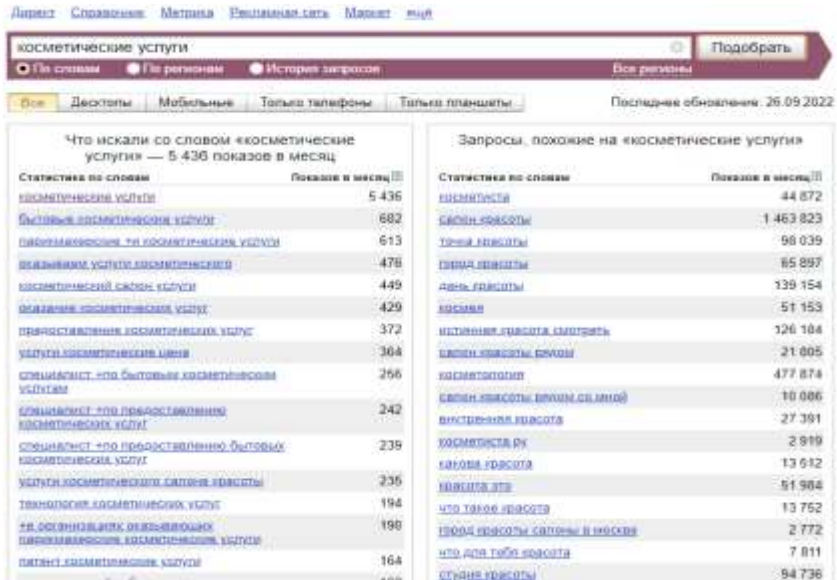 Директ Справочник Метрика Рекламная сеть Маркет ещё
косметические услуги
Подобрать
По словам По регионам История запросов
Все регионы
Все Десктопы Мобильные Только телефоны Только планшеты
Последнее обновление: 26.09.2022
Что искали со словом «косметические
услуги» — 5 436 показов в месяц
Статистика по словам Показов в месяц
косметические услуги 5 436
бытовые косметические услуги 682
парикмахерские +и косметические услуги 613
оказываем услуги косметического 476
косметический салон услуги 449
оказание косметических услуг 429
предоставление косметических услуг 372
услуги косметические цена 364
специалист +по бытовым косметическим
услугам 266
специалист +по предоставлению
косметических услуг 242
специалист +по предоставлению бытовых
косметических услуг 239
услуги косметического салона красоты 235
технология косметических услуг 194
+в организациях оказывающих
парикмахерские косметические услуги 190
патент косметические услуги 164
Запросы, похожие на «косметические услуги»
Статистика по словам Показов в месяц
косметиста 44 872
салон красоты 1 463 823
точка красоты 98 039
город красоты 65 897
день красоты 139 154
космея 51 153
истинная красота смотреть 126 184
салон красоты рядом 21 805
косметология 477 874
салон красоты рядом со мной 10 086
внутренняя красота 27 391
косметиста ру 2 919
какова красота 13 612
красота это 51 984
что такое красота 13 752
город красоты салоны в москве 2 772
что для тебя красота 7 811
студия красоты 94 736